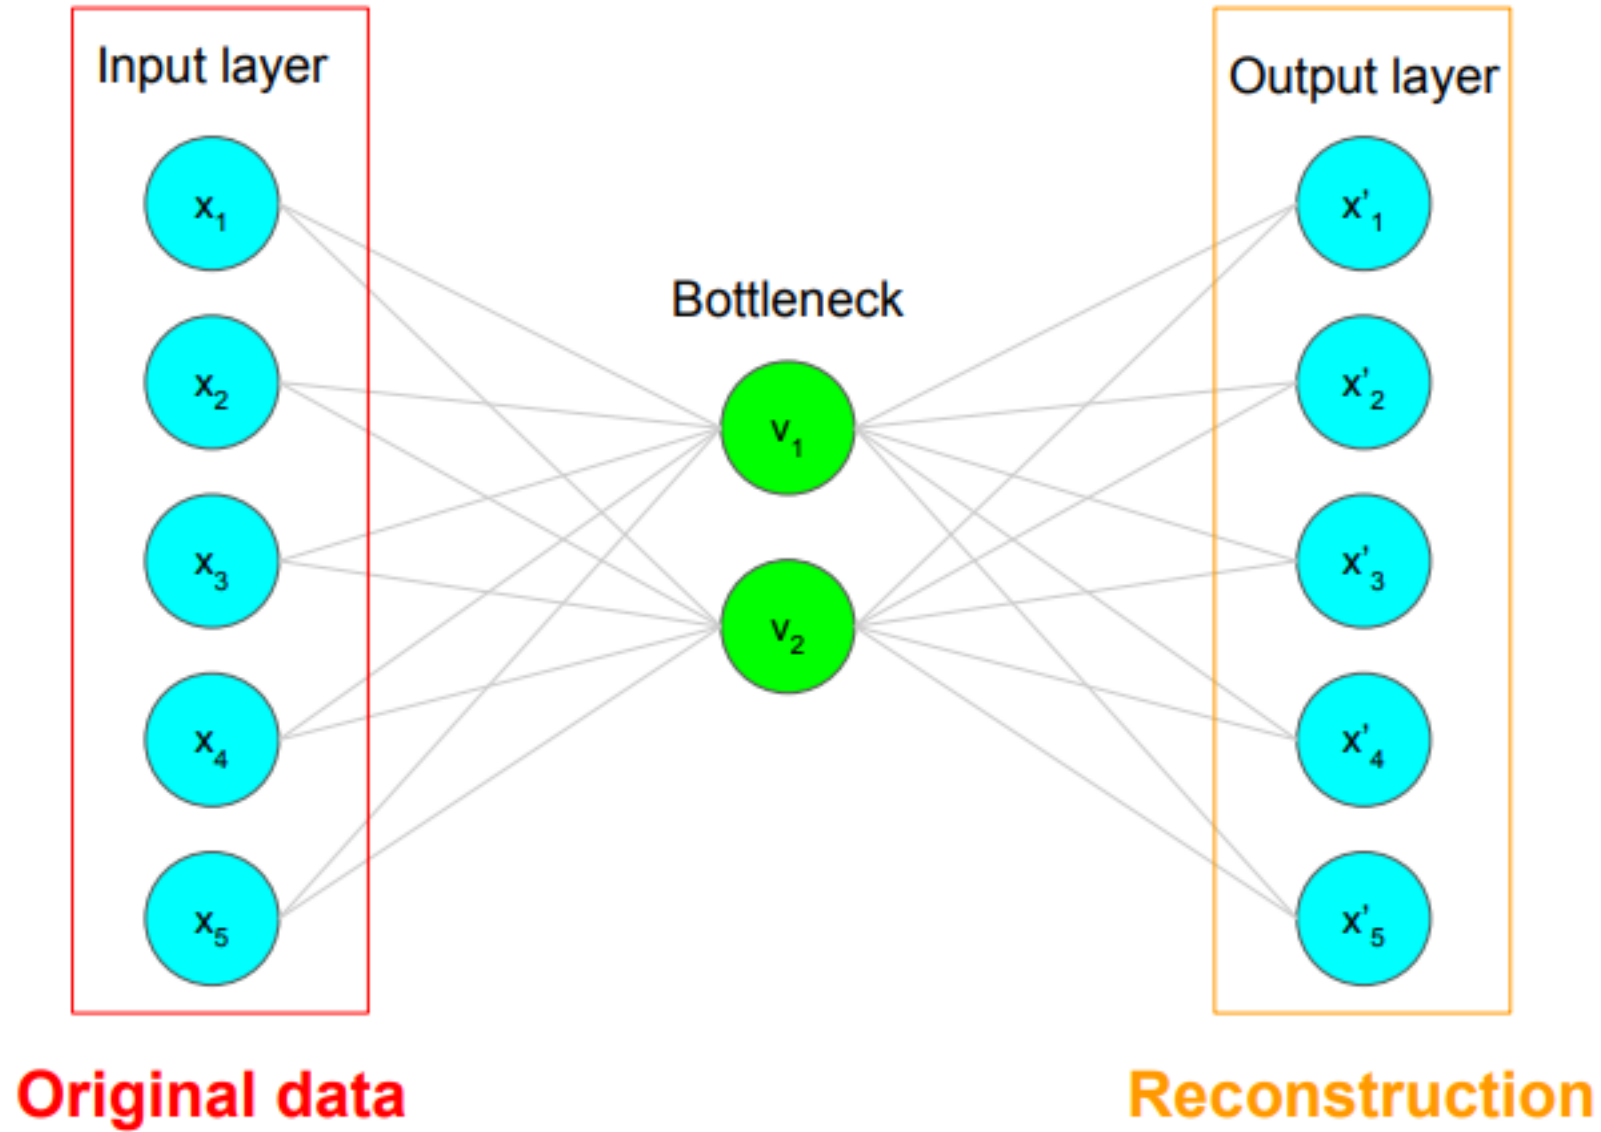 Input layer
x1
x2
x3
x4
x5
Original data
Bottleneck
v1
v2
Output layer
x'1
x'2
x'3
x'4
x'5
Reconstruction